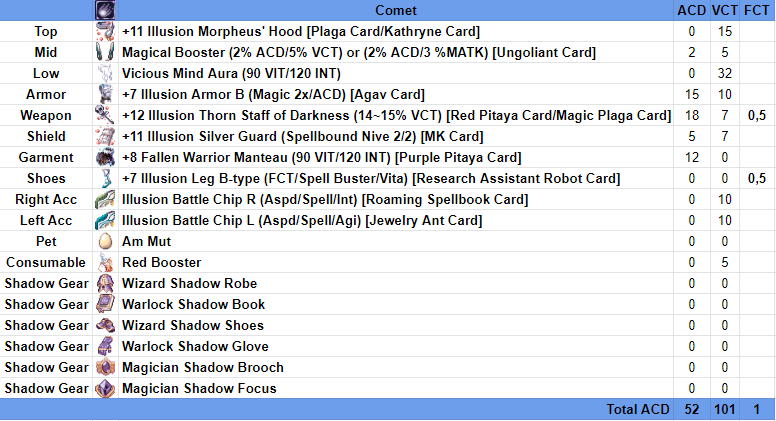 Comet ACD VCT FCT
Top +11 Illusion Morpheus' Hood [Plaga Card/Kathryne Card] 0 15
Mid Magical Booster (2% ACD/5% VCT) or (2% ACD/3 %MATK) [Ungoliant Card] 2 5
Low Vicious Mind Aura (90 VIT/120 INT) 0 32
Armor +7 Illusion Armor B (Magic 2x/ACD) [Agav Card] 15 10
Weapon +12 Illusion Thorn Staff of Darkness (14~15% VCT) [Red Pitaya Card/Magic Plaga Card] 18 7 0,5
Shield +11 Illusion Silver Guard (Spellbound Nive 2/2) [MK Card] 5 7
Garment +8 Fallen Warrior Manteau (90 VIT/120 INT) [Purple Pitaya Card] 12 0
Shoes +7 Illusion Leg B-type (FCT/Spell Buster/Vita) [Research Assistant Robot Card] 0 0 0,5
Right Acc Illusion Battle Chip R (Aspd/Spell/Int) [Roaming Spellbook Card] 0 10
Left Acc Illusion Battle Chip L (Aspd/Spell/Agi) [Jewelry Ant Card] 0 10
Pet Am Mut 0 0
Consumable Red Booster 0 5
Shadow Gear Wizard Shadow Robe 0 0
Shadow Gear Warlock Shadow Book 0 0
Shadow Gear Wizard Shadow Shoes 0 0
Shadow Gear Warlock Shadow Glove 0 0
Shadow Gear Magician Shadow Brooch 0 0
Shadow Gear Magician Shadow Focus 0 0
Total ACD 52 101 1